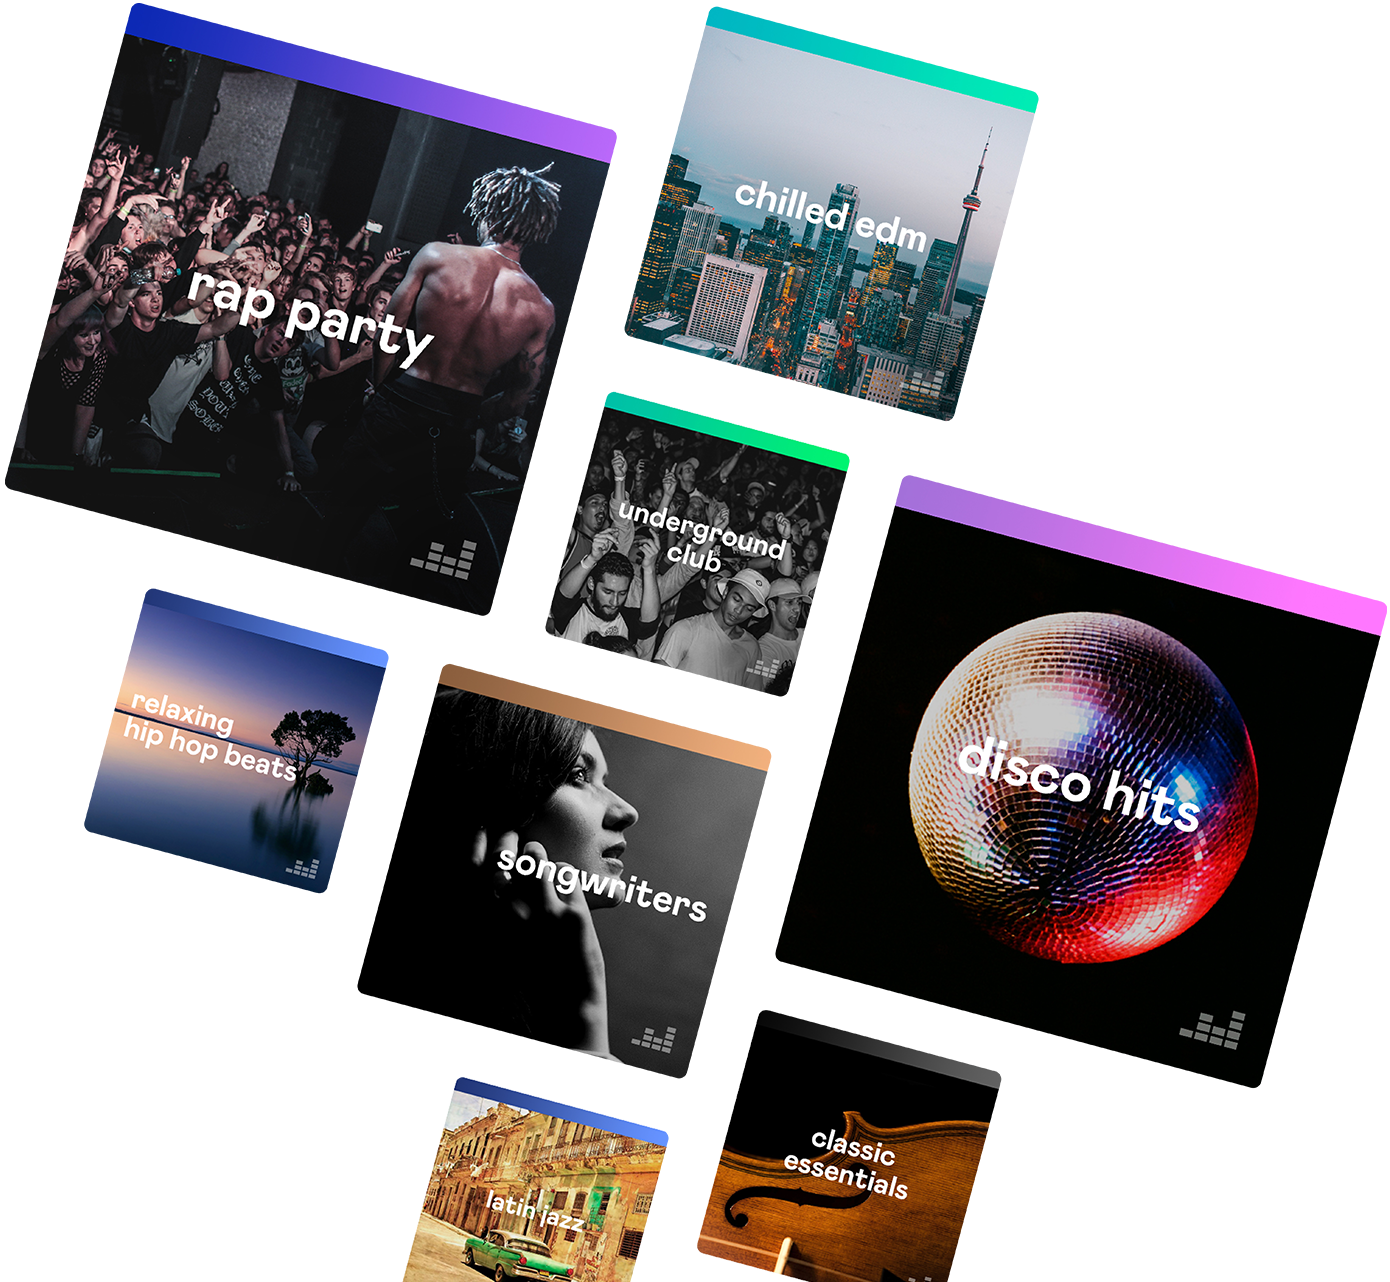 rap party
chilled edm
underground
club
relaxing
hip hop beats
songwriters
disco hits
latin jazz
classic
essentials